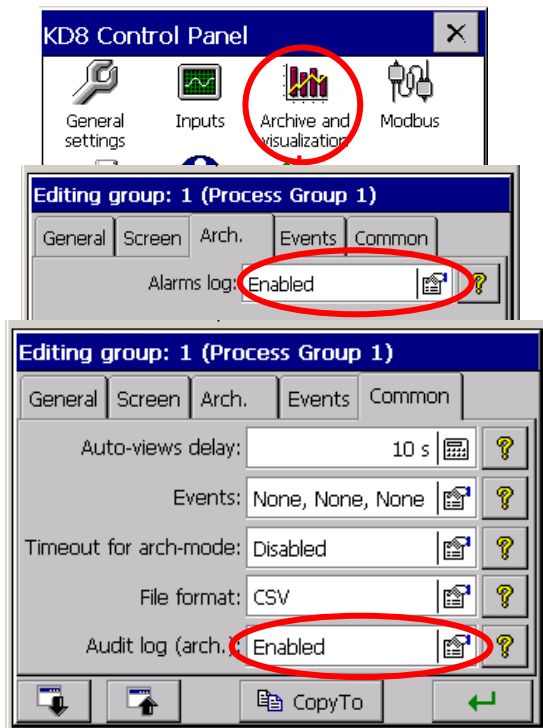 KD8 Control Panel
General settings
Inputs
Archive and visualization
Modbus
Editing group: 1 (Process Group 1)
General Screen Arch. Events Common
Alarms log: Enabled
Editing group: 1 (Process Group 1)
General Screen Arch. Events Common
Auto-views delay: 10 s
Events: None, None, None
Timeout for arch-mode: Disabled
File format: CSV
Audit log (arch.): Enabled
CopyTo